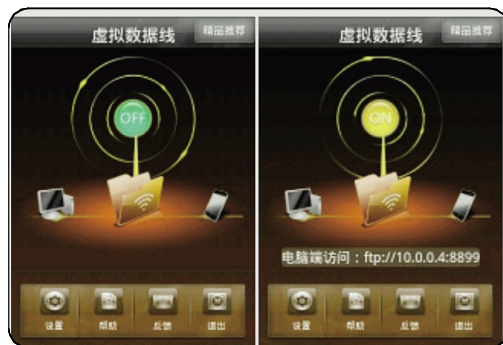 虚拟数据线 精品推荐
OFF
设置 帮助 反馈 退出
虚拟数据线 精品推荐
ON
电脑端访问：ftp://10.0.0.4:8899
设置 帮助 反馈 退出